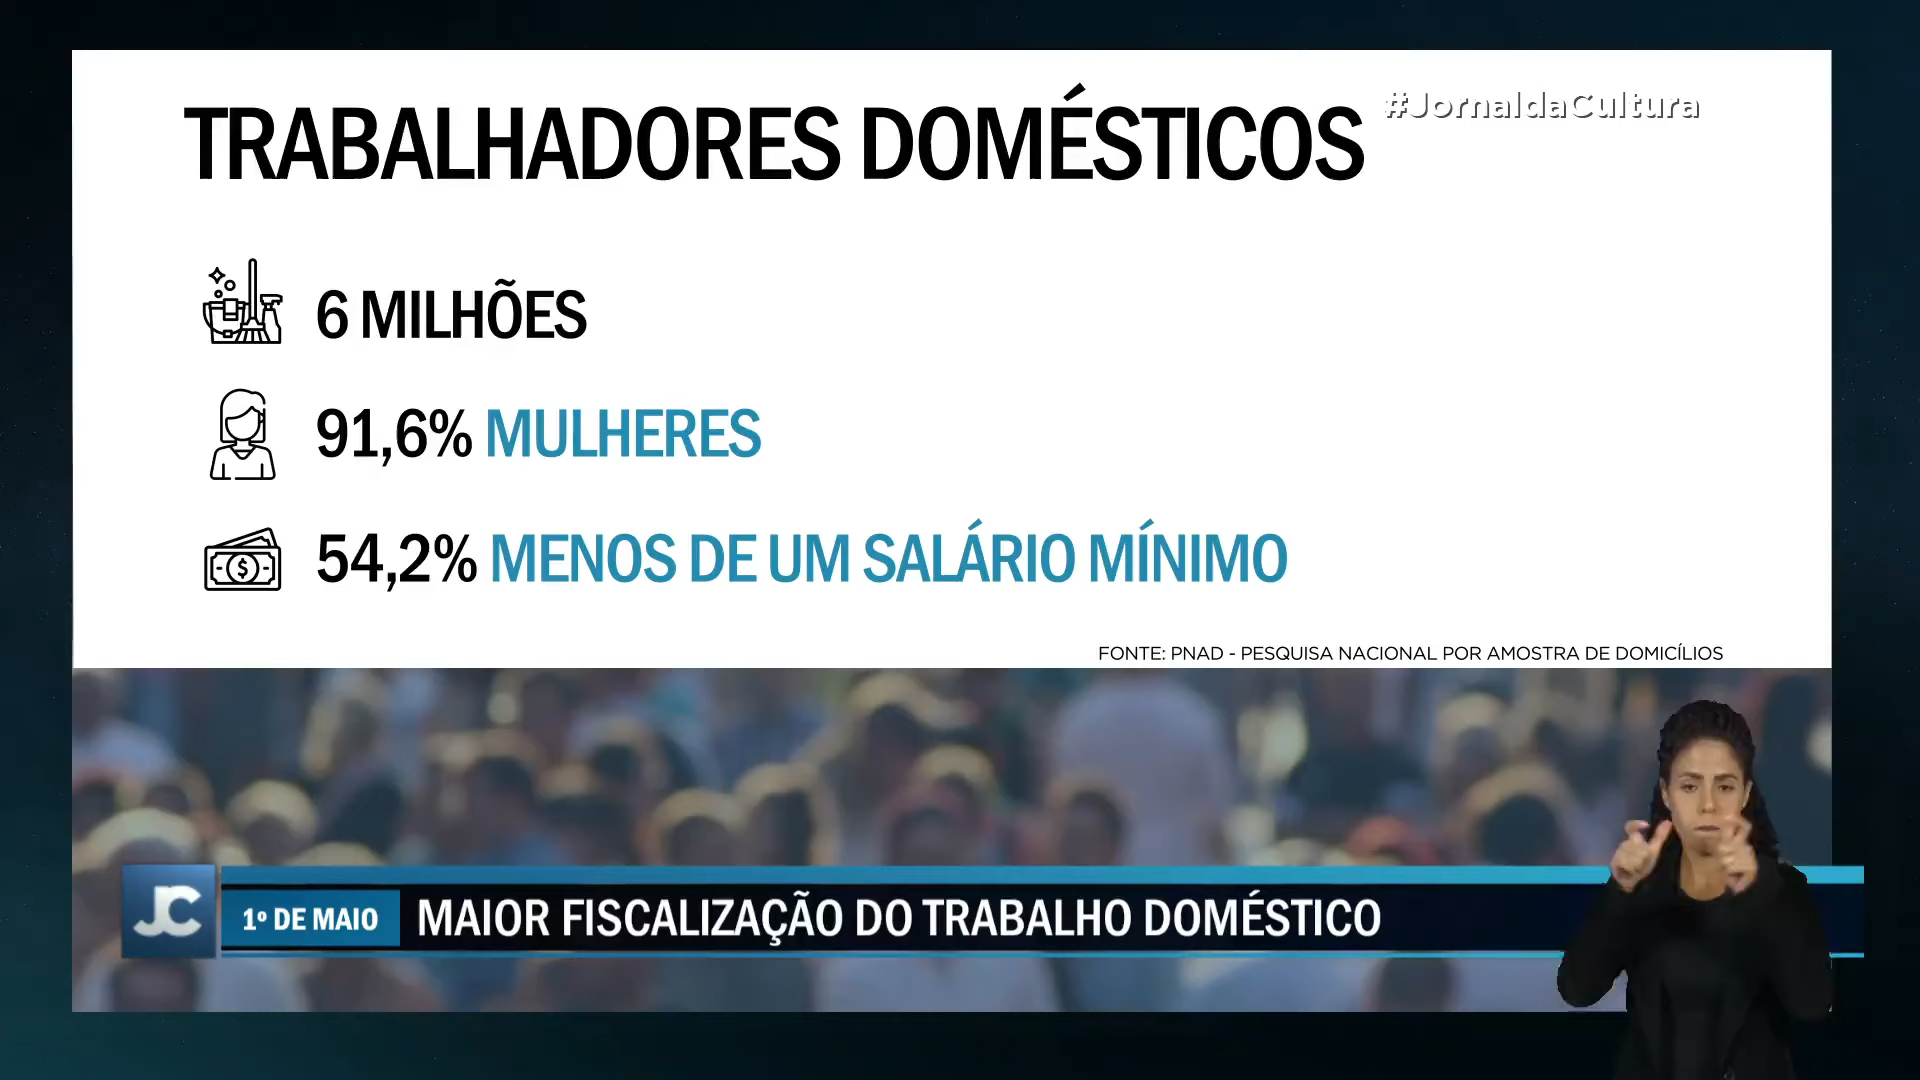 TRABALHADORES DOMÉSTICOS
#JornaldaCultura
6 MILHÕES
91,6% MULHERES
54,2% MENOS DE UM SALÁRIO MÍNIMO
FONTE: PNAD - PESQUISA NACIONAL POR AMOSTRA DE DOMICÍLIOS
JC
1º DE MAIO
MAIOR FISCALIZAÇÃO DO TRABALHO DOMÉSTICO